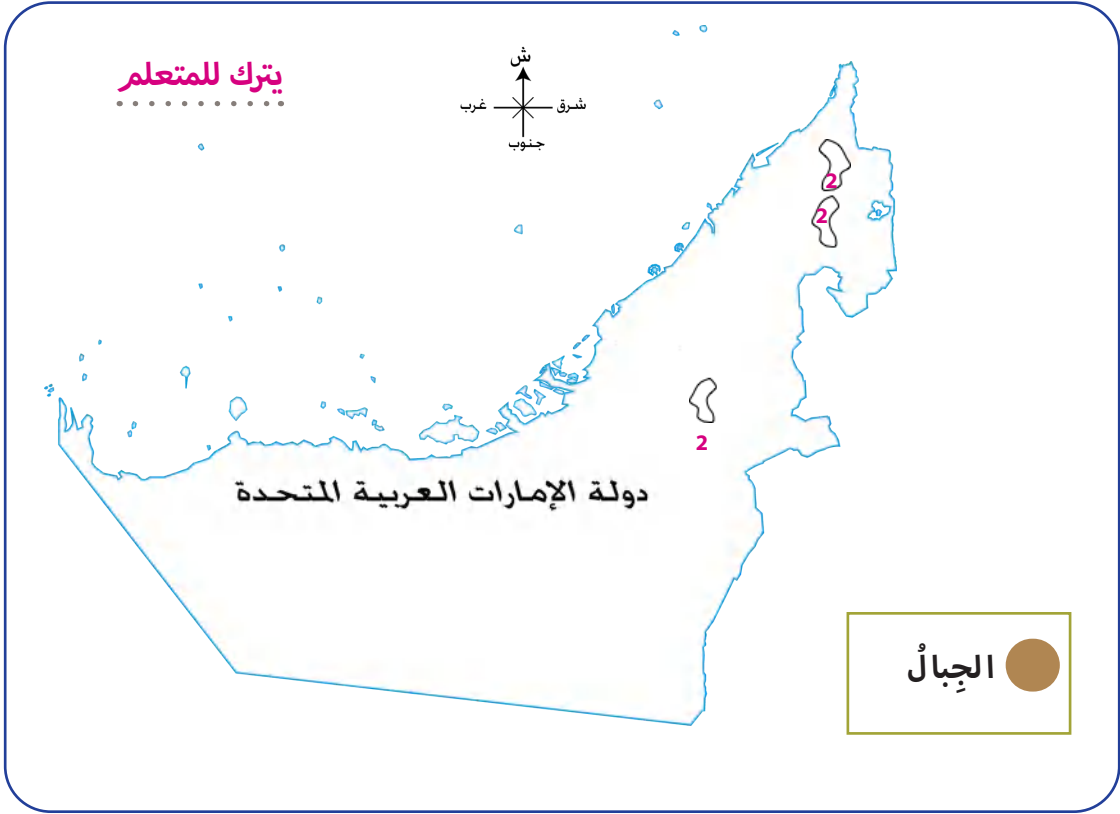 يترك للمتعلم
ش
غرب
شرق
جنوب
2
2
2
دولة الإمارات العربية المتحدة
الجِبالُ